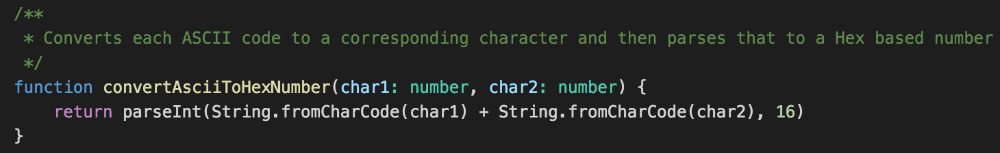 /**
 * Converts each ASCII code to a corresponding character and then parses that to a Hex based number
 */
function convertAsciiToHexNumber(char1: number, char2: number) {
    return parseInt(String.fromCharCode(char1) + String.fromCharCode(char2), 16)
}